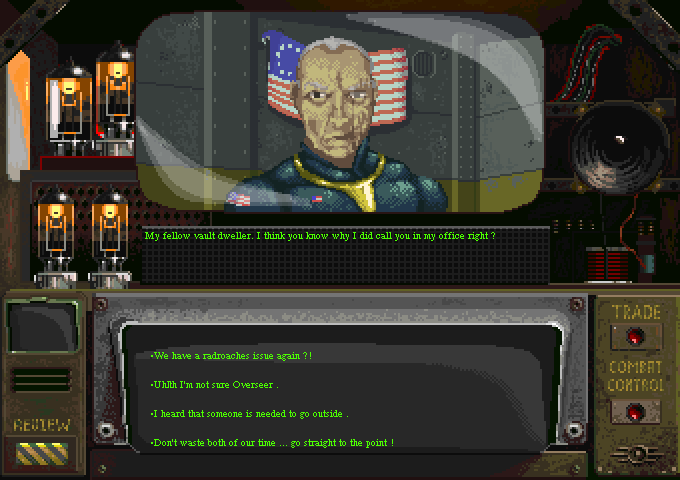 My fellow vault dweller. I think you know why I did call you in my office right ?
•We have a radroaches issue again ?!
•Uhhh I'm not sure Overseer .
•I heard that someone is needed to go outside .
•Don't waste both of our time ... go straight to the point !
TRADE
COMBAT
CONTROL
REVIEW